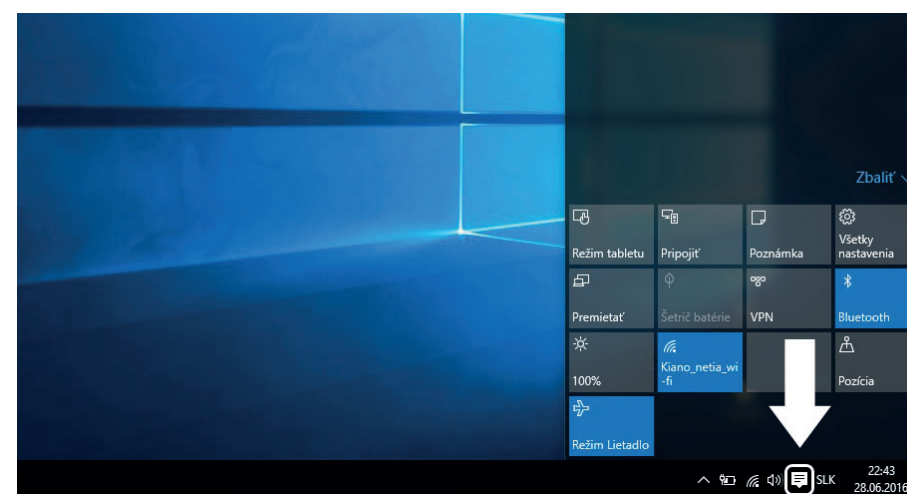 Zbaliť
Režim tabletu
Pripojiť
Poznámka
Všetky
nastavenia
Premietať
Šetrič batérie
VPN
Bluetooth
100%
Kiano_netia_wi
-fi
Pozícia
Režim Lietadlo
SLK
22:43
28.06.2016